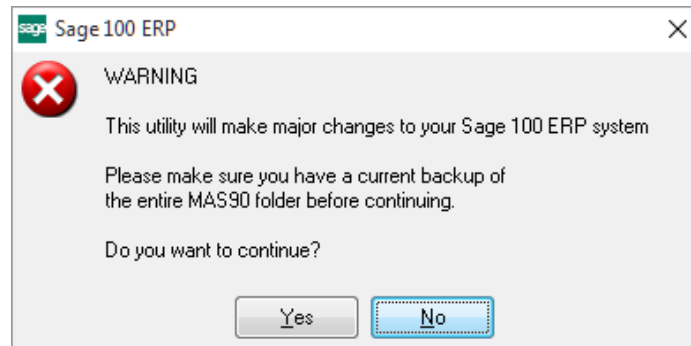 sage Sage 100 ERP
WARNING
This utility will make major changes to your Sage 100 ERP system
Please make sure you have a current backup of
the entire MAS90 folder before continuing.
Do you want to continue?
Yes No